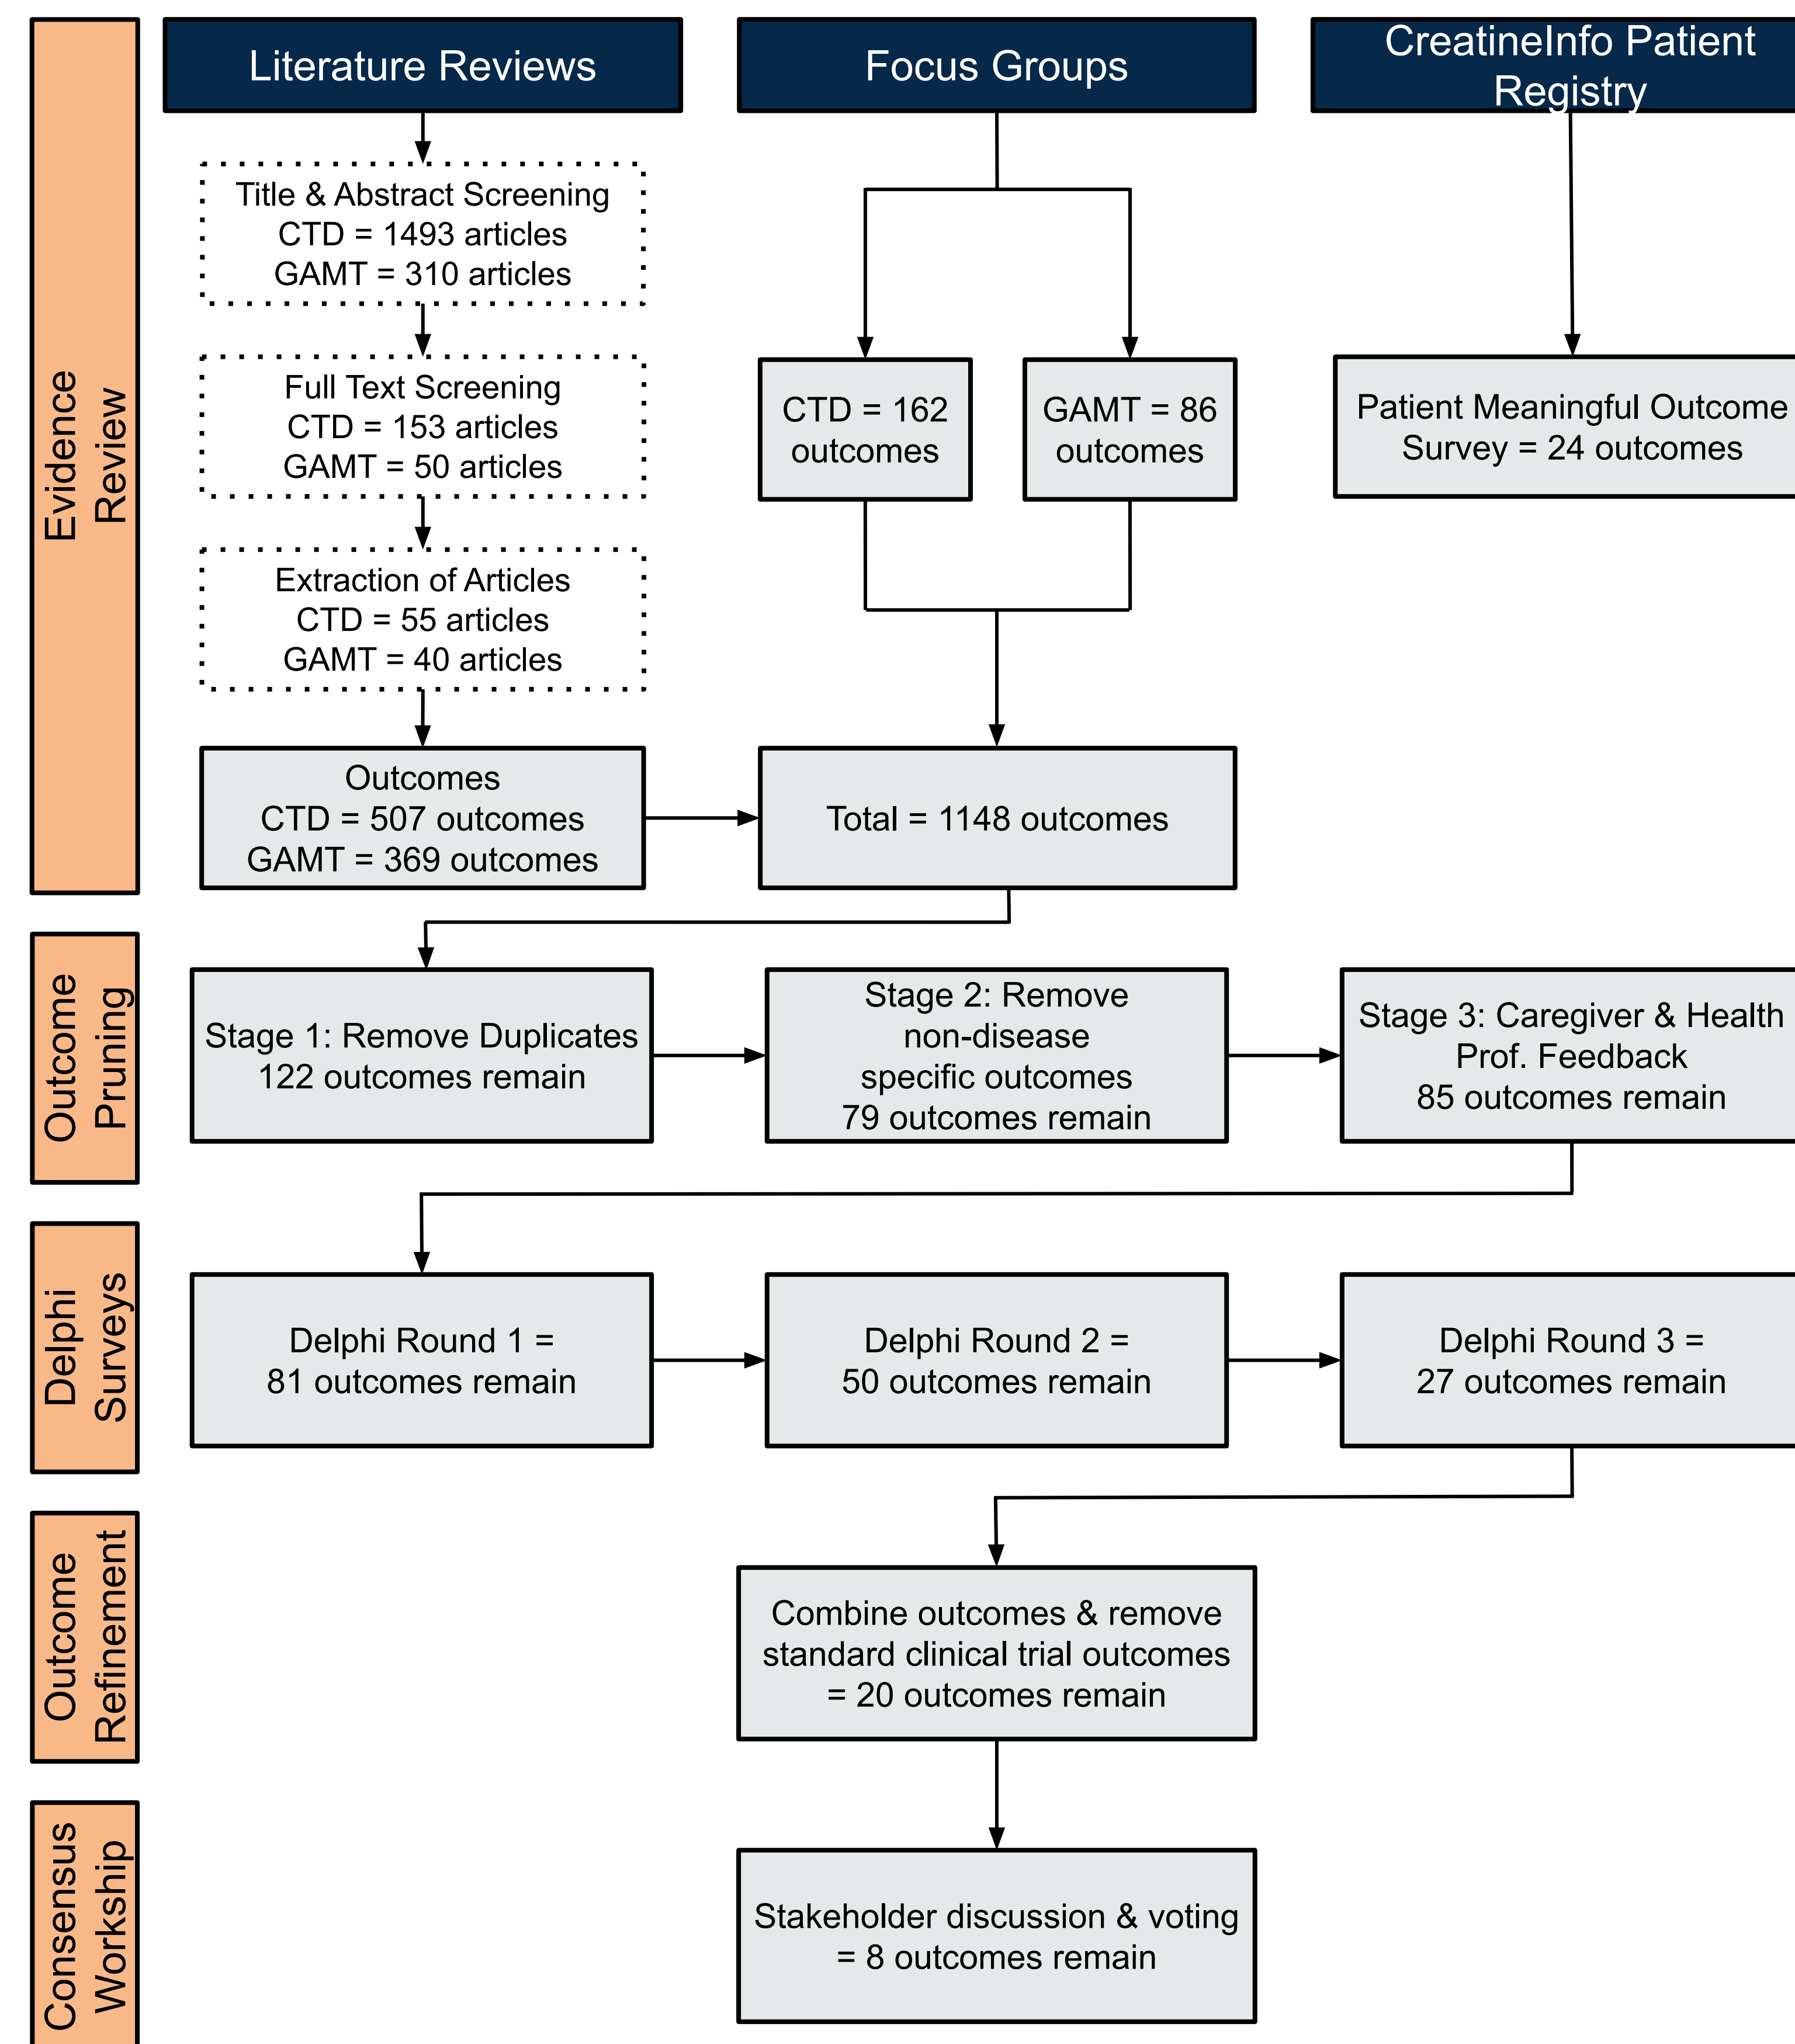 Literature Reviews
Focus Groups
CreatineInfo Patient
Registry
Evidence
Review
Title & Abstract Screening
CTD = 1493 articles
GAMT = 310 articles
Full Text Screening
CTD = 153 articles
GAMT = 50 articles
Extraction of Articles
CTD = 55 articles
GAMT = 40 articles
Outcomes
CTD = 507 outcomes
GAMT = 369 outcomes
CTD = 162
outcomes
GAMT = 86
outcomes
Patient Meaningful Outcome
Survey = 24 outcomes
Total = 1148 outcomes
Outcome
Pruning
Stage 1: Remove Duplicates
122 outcomes remain
Stage 2: Remove
non-disease
specific outcomes
79 outcomes remain
Stage 3: Caregiver & Health
Prof. Feedback
85 outcomes remain
Delphi
Surveys
Delphi Round 1 =
81 outcomes remain
Delphi Round 2 =
50 outcomes remain
Delphi Round 3 =
27 outcomes remain
Outcome
Refinement
Combine outcomes & remove
standard clinical trial outcomes
= 20 outcomes remain
Consensus
Workship
Stakeholder discussion & voting
= 8 outcomes remain